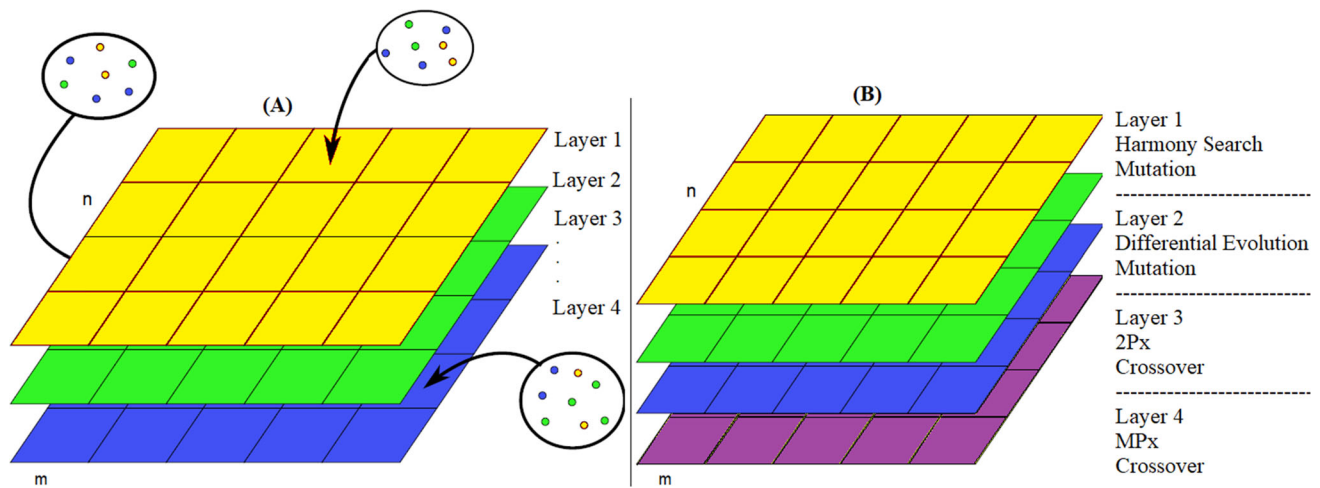 (A)
Layer 1
Layer 2
Layer 3
.
.
.
Layer 4
n
m
(B)
n
m
Layer 1
Harmony Search
Mutation
------------------------------
Layer 2
Differential Evolution
Mutation
------------------------------
Layer 3
2Px
Crossover
------------------------------
Layer 4
MPx
Crossover